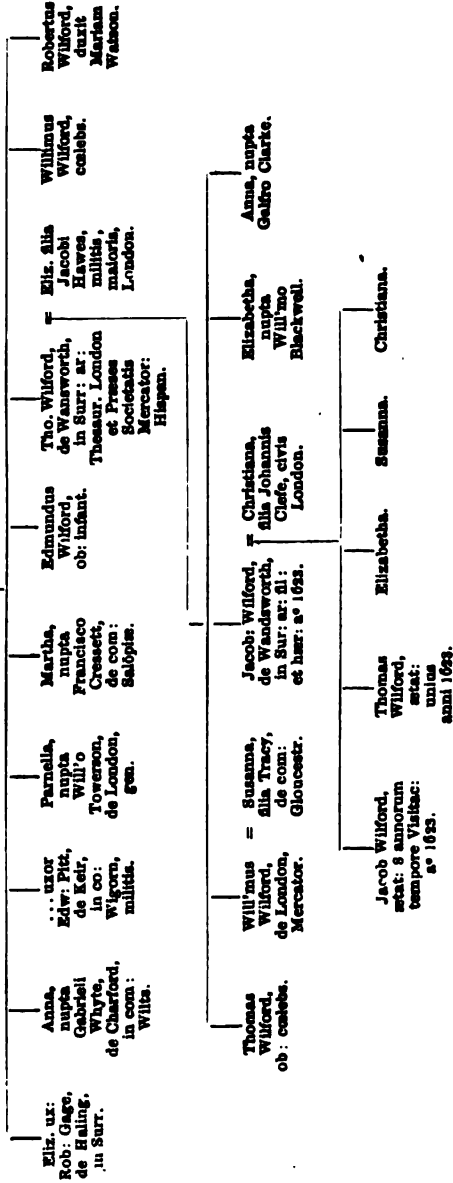 Eliz. ux:
Rob: Gage,
de Haling,
in Surr.
Anna,
nupta
Gabrieli
Whyte,
de Charford,
in com:
Wilts.
... uxor
Edw: Pitt,
de Keir,
in co:
Wigorn,
militis.
Parnella,
nupta
Will'o
Towerson,
de London,
gen.
Martha,
nupta
Francisco
Cressett,
de com:
Salopiæ.
Edmundus
Wilford,
ob: infant.
Tho. Wilford,
de Wansworth,
in Surr: ar:
Thesaur. London
et Præses
Societatis
Mercator:
Hispan.
=
Eliz. filia
Jacobi
Hawes,
militis,
maioris,
London.
Willimus
Wilford,
cœlebs.
Robertus
Wilford,
duxit
Mariam
Watson.
Thomas
Wilford,
ob: cœlebs.
Will'mus
Wilford,
de London,
Mercator.
=
Susanna,
filia Tracy,
de com:
Gloucestr.
Jacob: Wilford,
de Wandsworth,
in Sur: ar: fil:
et hær: aº 1623.
=
Christiana,
filia Johannis
Clefe, civis
London.
Elizabetha,
nupta
Will'mo
Blackwell.
Anna, nupta
Galfro Clarke.
Jacob Wilford,
ætat: 8 annorum
tempore Visitac:
aº 1623.
Thomas
Wilford,
ætat:
unius
anni 1623.
Elizabetha.
Susanna.
Christiana.